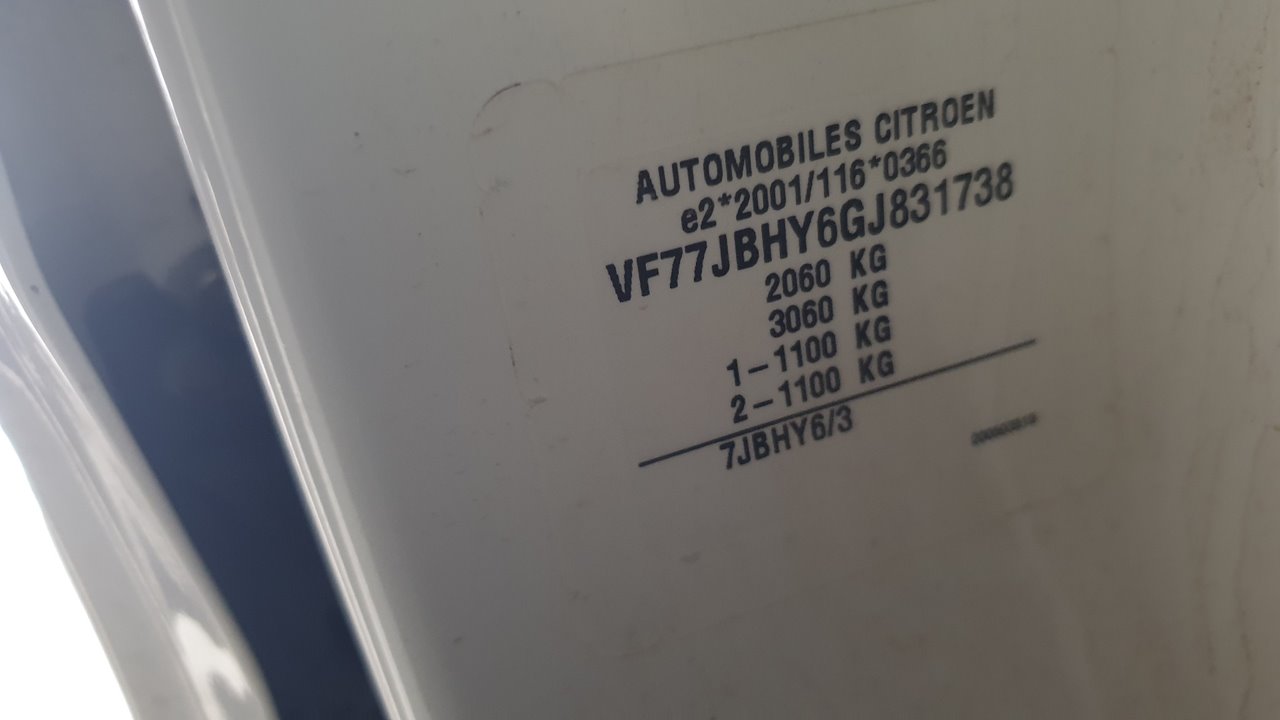 AUTOMOBILES CITROEN
e2*2001/116*0366
VF77JBHY6GJ831738
2060 KG
3060 KG
1-1100 KG
2-1100 KG
7JBHY6/3